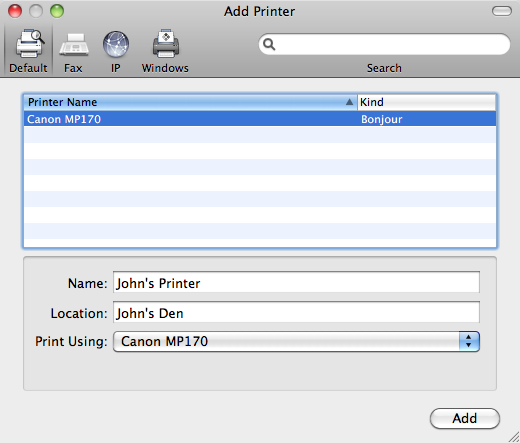 Add Printer
Default Fax IP Windows Search
Printer Name Kind
Canon MP170 Bonjour
Name: John's Printer
Location: John's Den
Print Using: Canon MP170
Add